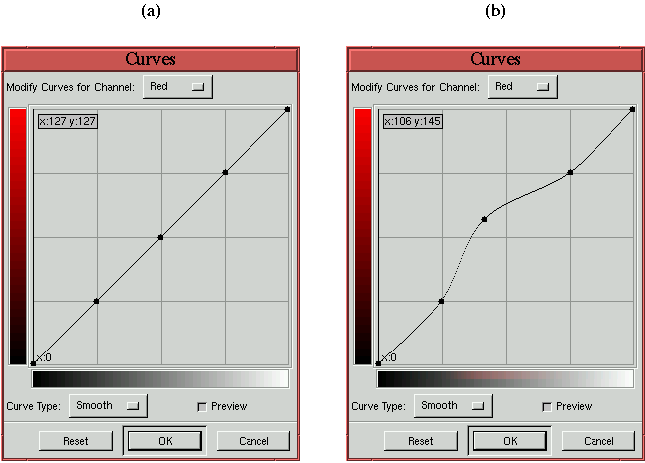 (a)
Curves
Modify Curves for Channel: Red
x:127 y:127
x:0
Curve Type: Smooth Preview
Reset OK Cancel
(b)
Curves
Modify Curves for Channel: Red
x:106 y:145
x:0
Curve Type: Smooth Preview
Reset OK Cancel